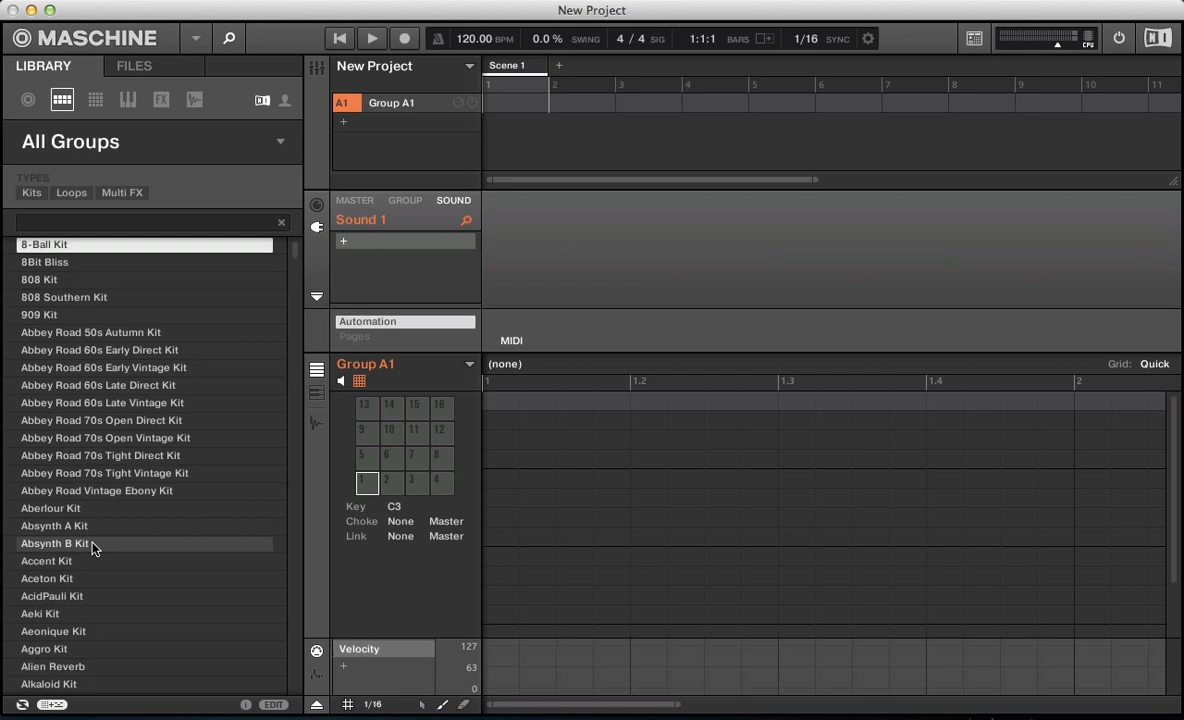 New Project
MASCHINE
120.00 BPM
0.0 % SWING
4 / 4 SIG
1:1:1 BARS
1/16 SYNC
CPU
LIBRARY
FILES
FX
All Groups
TYPES
Kits
Loops
Multi FX
8-Ball Kit
8Bit Bliss
808 Kit
808 Southern Kit
909 Kit
Abbey Road 50s Autumn Kit
Abbey Road 60s Early Direct Kit
Abbey Road 60s Early Vintage Kit
Abbey Road 60s Late Direct Kit
Abbey Road 60s Late Vintage Kit
Abbey Road 70s Open Direct Kit
Abbey Road 70s Open Vintage Kit
Abbey Road 70s Tight Direct Kit
Abbey Road 70s Tight Vintage Kit
Abbey Road Vintage Ebony Kit
Aberlour Kit
Absynth A Kit
Absynth B Kit
Accent Kit
Aceton Kit
AcidPauli Kit
Aeki Kit
Aeonique Kit
Aggro Kit
Alien Reverb
Alkaloid Kit
EDIT
New Project
A1 Group A1
+
Scene 1 +
1 2 3 4 5 6 7 8 9 10 11
MASTER GROUP SOUND
Sound 1
+
Automation
Pages
MIDI
Group A1
(none)
Grid: Quick
1 1.2 1.3 1.4 2
13 14 15 16
9 10 11 12
5 6 7 8
1 2 3 4
Key C3
Choke None Master
Link None Master
Velocity
+
127
63
0
1/16